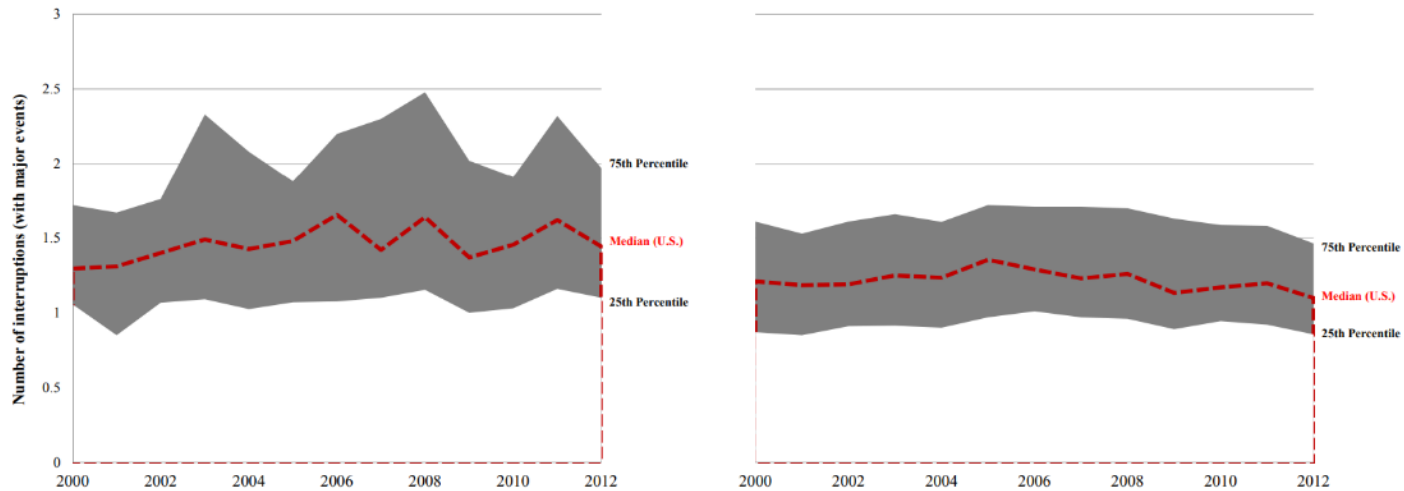 Number of interruptions (with major events)
3
2.5
2
1.5
1
0.5
0
2000 2002 2004 2006 2008 2010 2012
75th Percentile
Median (U.S.)
25th Percentile
2000 2002 2004 2006 2008 2010 2012
75th Percentile
Median (U.S.)
25th Percentile